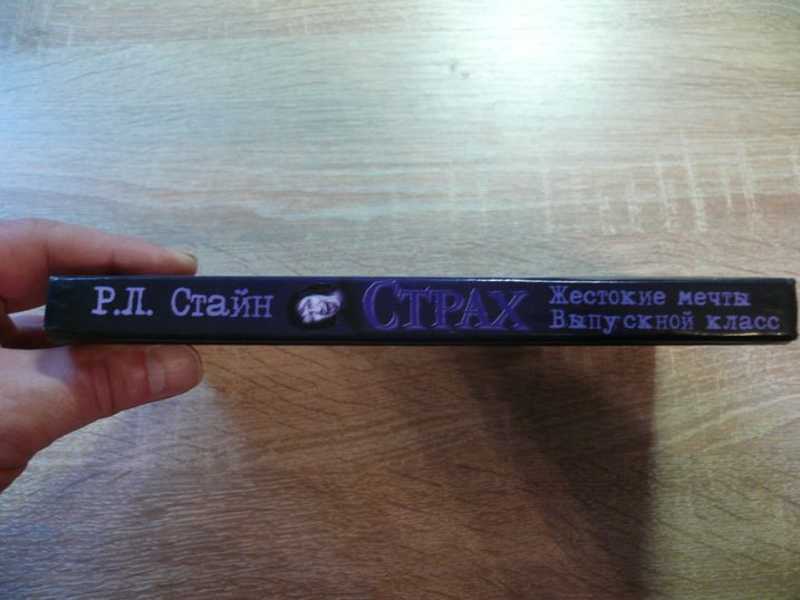 Р.Л. Стайн
СТРАХ
Жестокие мечты
Выпускной класс